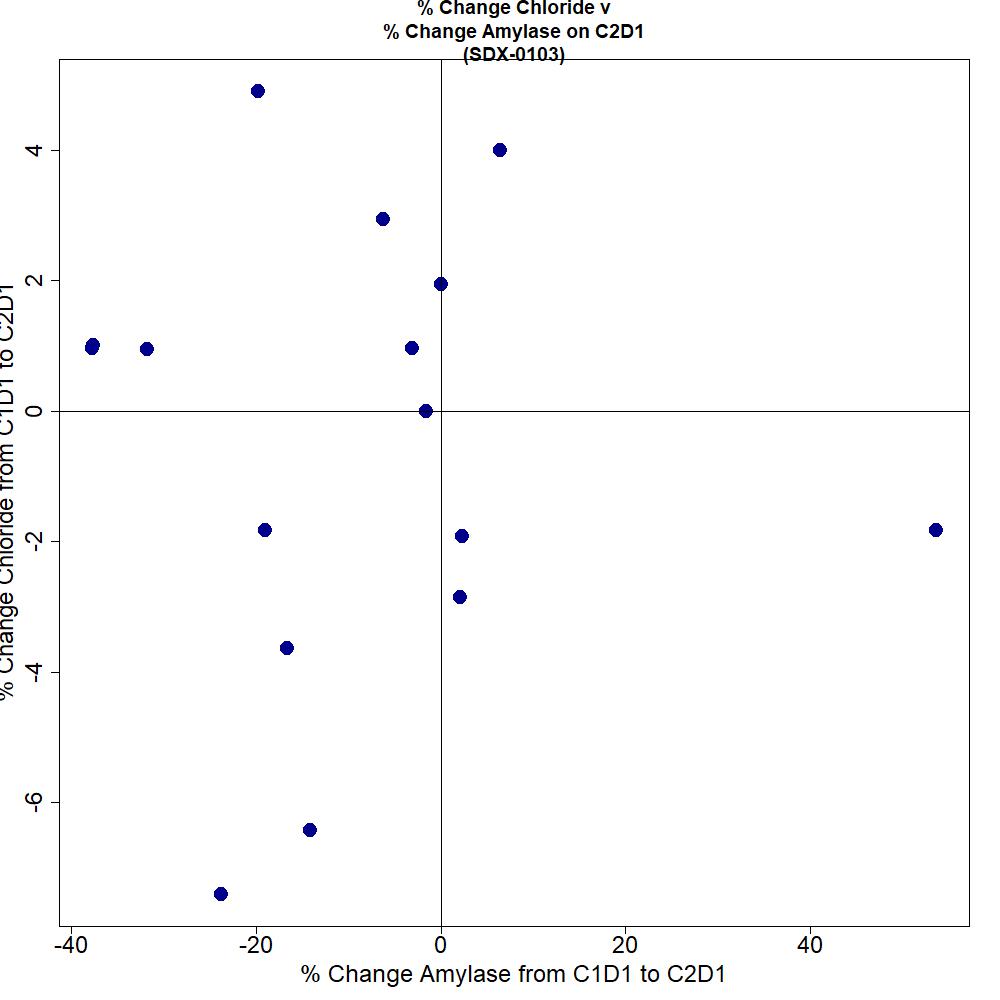 % Change Chloride v
% Change Amylase on C2D1
(SDX-0103)
% Change Chloride from C1D1 to C2D1
4
2
0
-2
-4
-6
-40
-20
0
20
40
% Change Amylase from C1D1 to C2D1